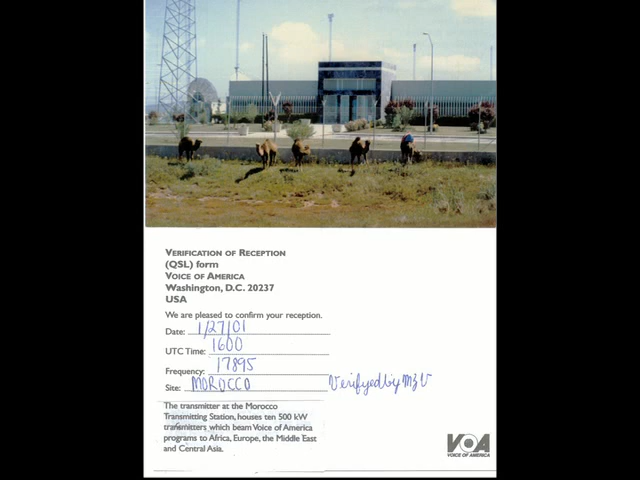 VERIFICATION OF RECEPTION
(QSL) form
VOICE OF AMERICA
Washington, D.C. 20237
USA
We are pleased to confirm your reception.
Date: 1/27/01
UTC Time: 1600
Frequency: 17895
Site: MOROCCO Verifyed by MZV
The transmitter at the Morocco
Transmitting Station, houses ten 500 kW
transmitters which beam Voice of America
programs to Africa, Europe, the Middle East
and Central Asia.
VOA
VOICE OF AMERICA